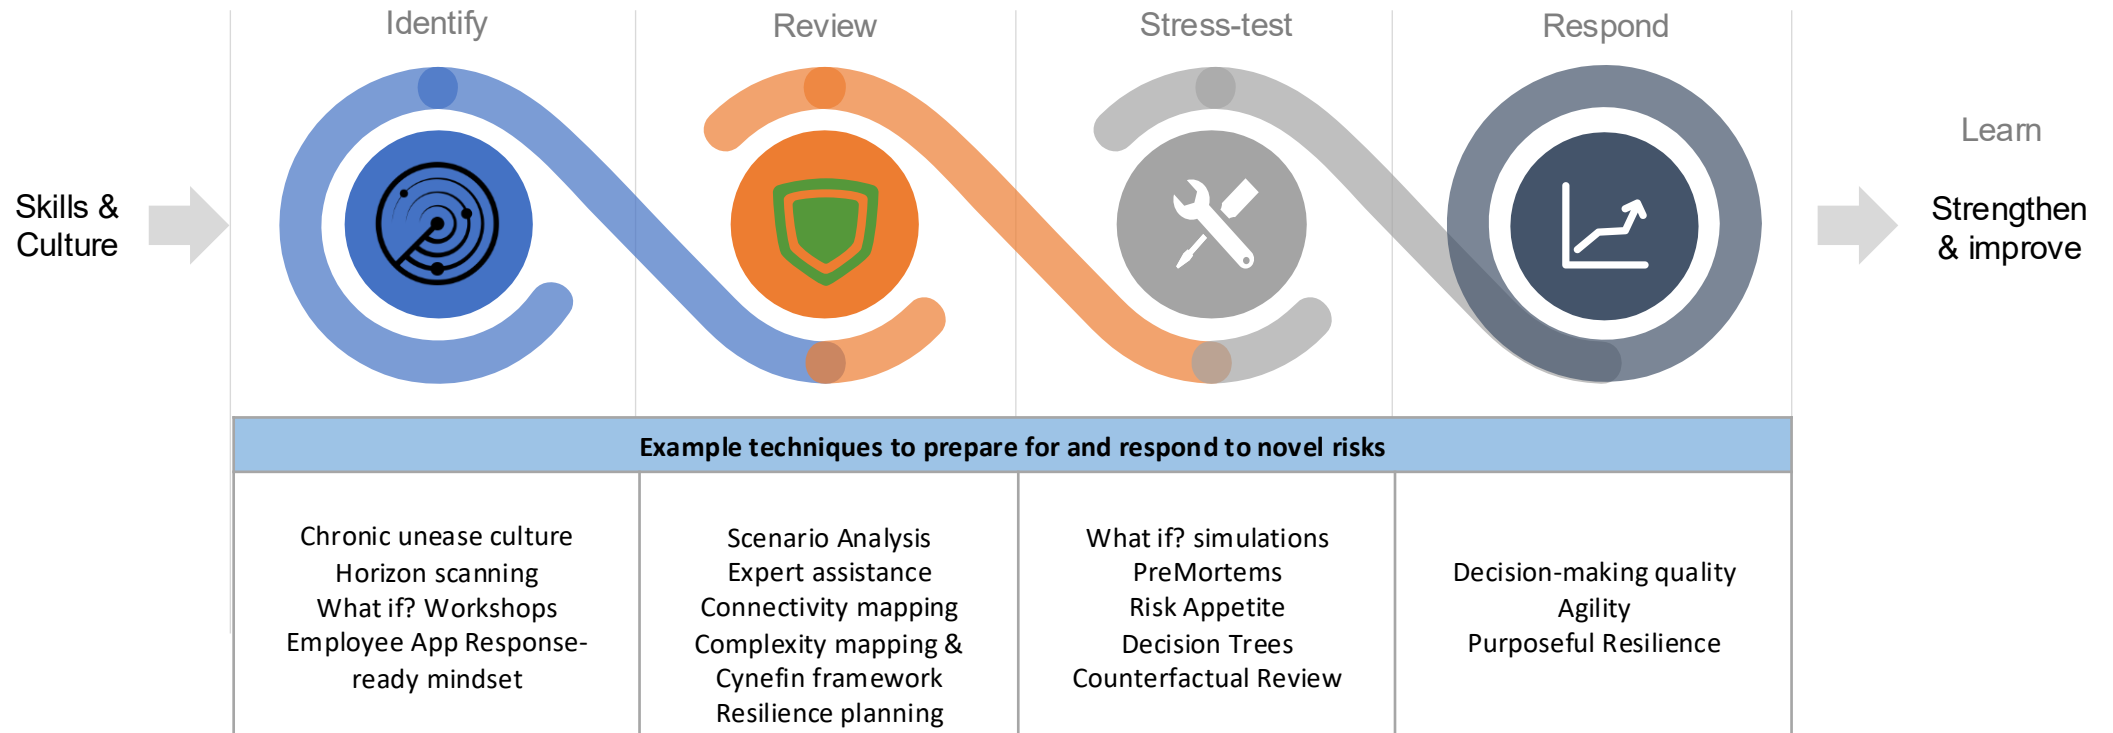 Identify
Review
Stress-test
Respond
Skills &
Culture
Learn
Strengthen
& improve
Example techniques to prepare for and respond to novel risks
Chronic unease culture
Horizon scanning
What if? Workshops
Employee App Response-
ready mindset
Scenario Analysis
Expert assistance
Connectivity mapping
Complexity mapping &
Cynefin framework
Resilience planning
What if? simulations
PreMortems
Risk Appetite
Decision Trees
Counterfactual Review
Decision-making quality
Agility
Purposeful Resilience